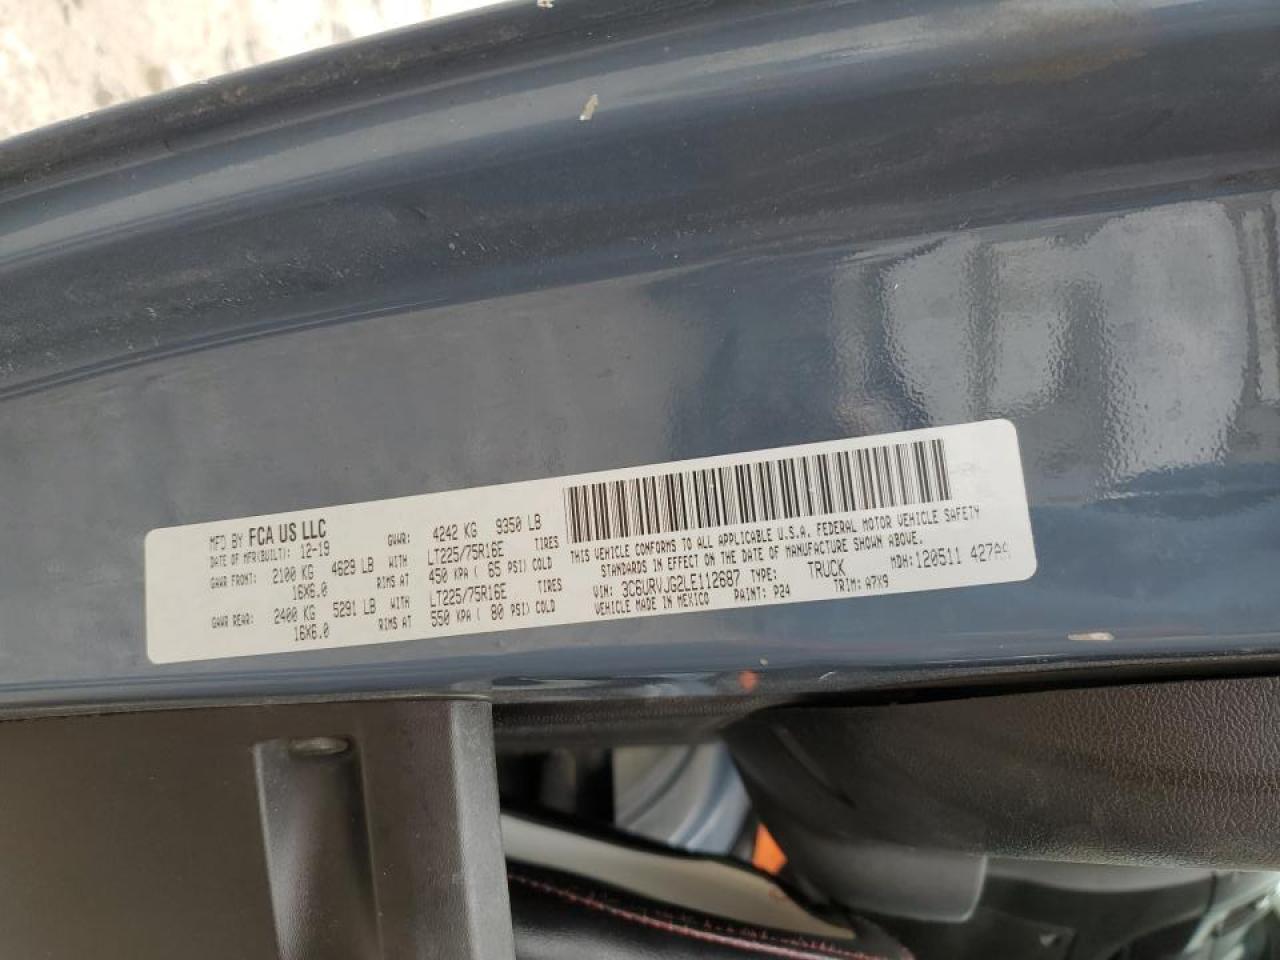 MFD BY FCA US LLC
DATE OF MFR(BUILT): 12-19 GVWR: 4242 KG 9350 LB
GAWR FRONT: 2100 KG 4629 LB WITH LT225/75R16E TIRES
16X6.0 RIMS AT 450 KPA ( 65 PSI) COLD
GAWR REAR: 2400 KG 5291 LB WITH LT225/75R16E TIRES
16X6.0 RIMS AT 550 KPA ( 80 PSI) COLD
THIS VEHICLE CONFORMS TO ALL APPLICABLE U.S.A. FEDERAL MOTOR VEHICLE SAFETY
STANDARDS IN EFFECT ON THE DATE OF MANUFACTURE SHOWN ABOVE.
VIN: 3C6URVJG2LE112687 TYPE: TRUCK MDH: 120511 427AA
VEHICLE MADE IN MEXICO PAINT: P24 TRIM: A7X9